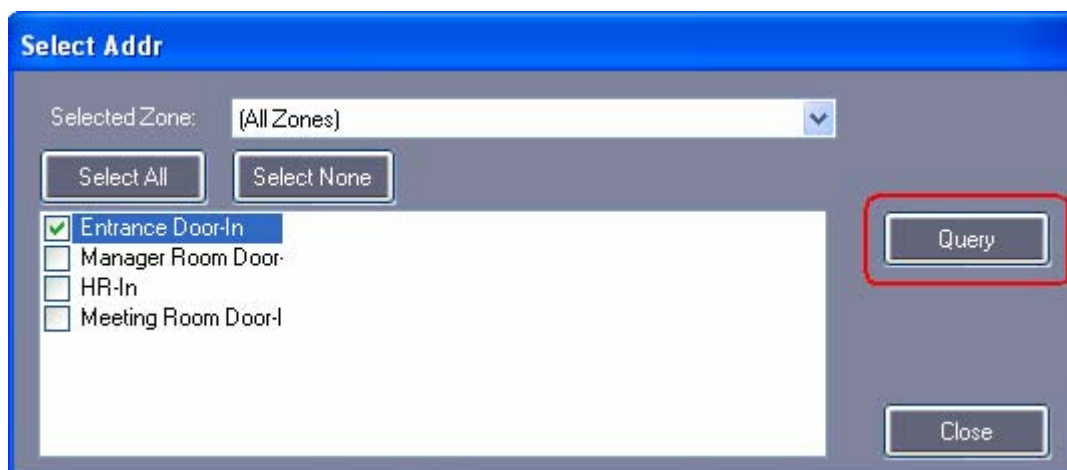 Select Addr
Selected Zone: (All Zones)
Select All Select None
Entrance Door-In
Query
Manager Room Door-
HR-In
Meeting Room Door-I
Close